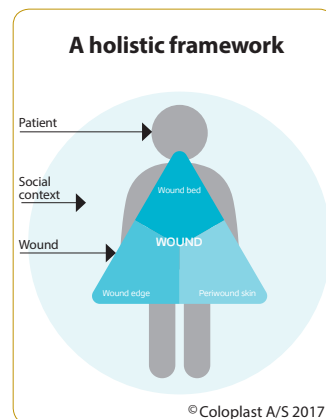 A holistic framework
Patient
Wound bed
Social
context
Wound
WOUND
Wound edge
Periwound skin
© Coloplast A/S 2017